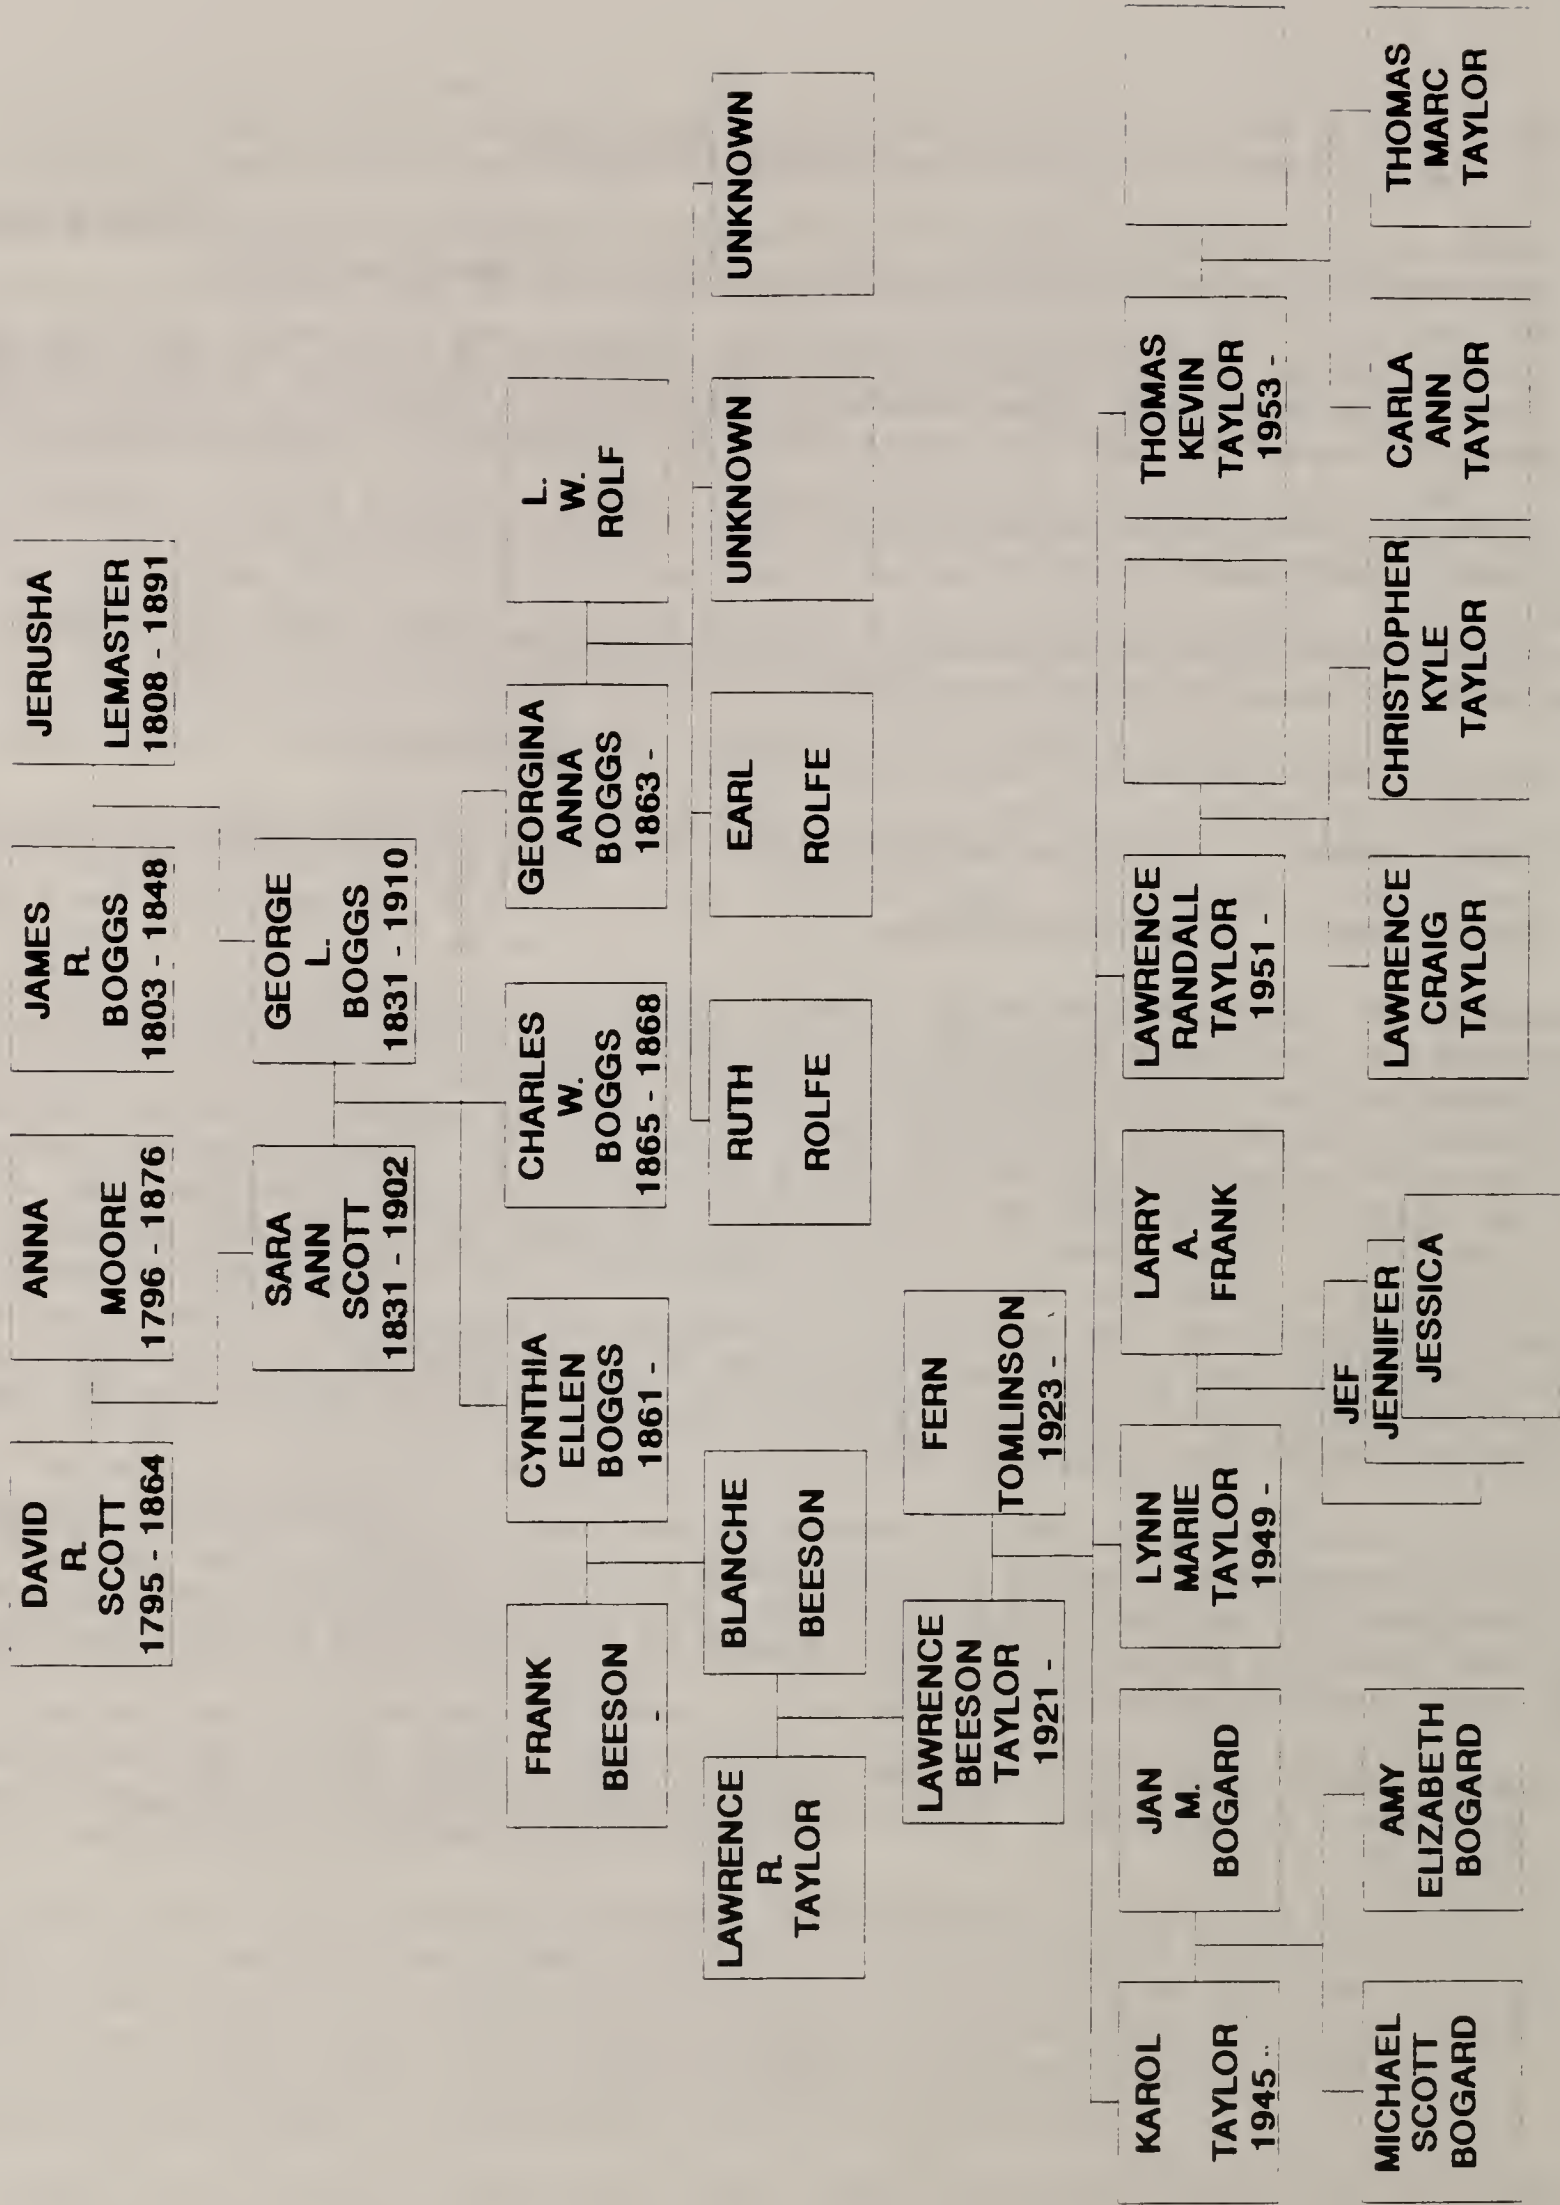 DAVID
R.
SCOTT
1795 - 1864
ANNA
MOORE
1796 - 1876
JAMES
R.
BOGGS
1803 - 1848
JERUSHA
LEMASTER
1808 - 1891
SARA
ANN
SCOTT
1831 - 1902
GEORGE
L.
BOGGS
1831 - 1910
FRANK
BEESON
-
CYNTHIA
ELLEN
BOGGS
1861 -
CHARLES
W.
BOGGS
1865 - 1868
GEORGINA
ANNA
BOGGS
1863 -
L.
W.
ROLF
LAWRENCE
R.
TAYLOR
BLANCHE
BEESON
RUTH
ROLFE
EARL
ROLFE
UNKNOWN
UNKNOWN
LAWRENCE
BEESON
TAYLOR
1921 -
FERN
TOMLINSON
1923 -
KAROL
TAYLOR
1945 -
JAN
M.
BOGARD
LYNN
MARIE
TAYLOR
1949 -
LARRY
A.
FRANK
LAWRENCE
RANDALL
TAYLOR
1951 -
THOMAS
KEVIN
TAYLOR
1953 -
MICHAEL
SCOTT
BOGARD
AMY
ELIZABETH
BOGARD
JEF
JENNIFER
JESSICA
LAWRENCE
CRAIG
TAYLOR
CHRISTOPHER
KYLE
TAYLOR
CARLA
ANN
TAYLOR
THOMAS
MARC
TAYLOR